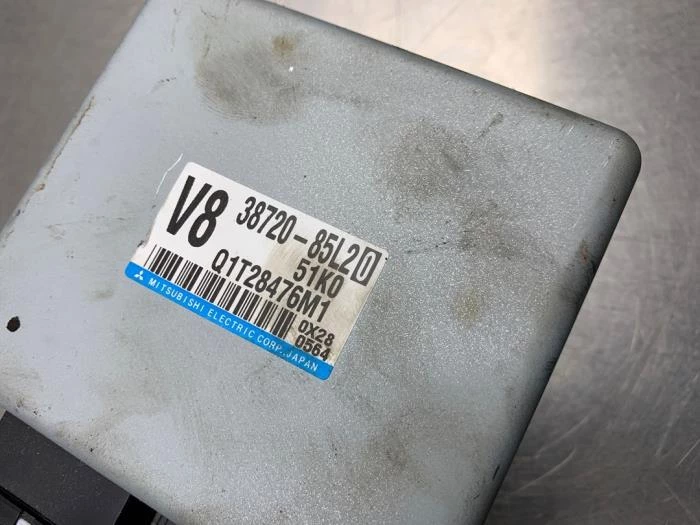 V8 38720-85L20
51K0
Q1T28476M1
0X28
0564
MITSUBISHI ELECTRIC CORP. JAPAN